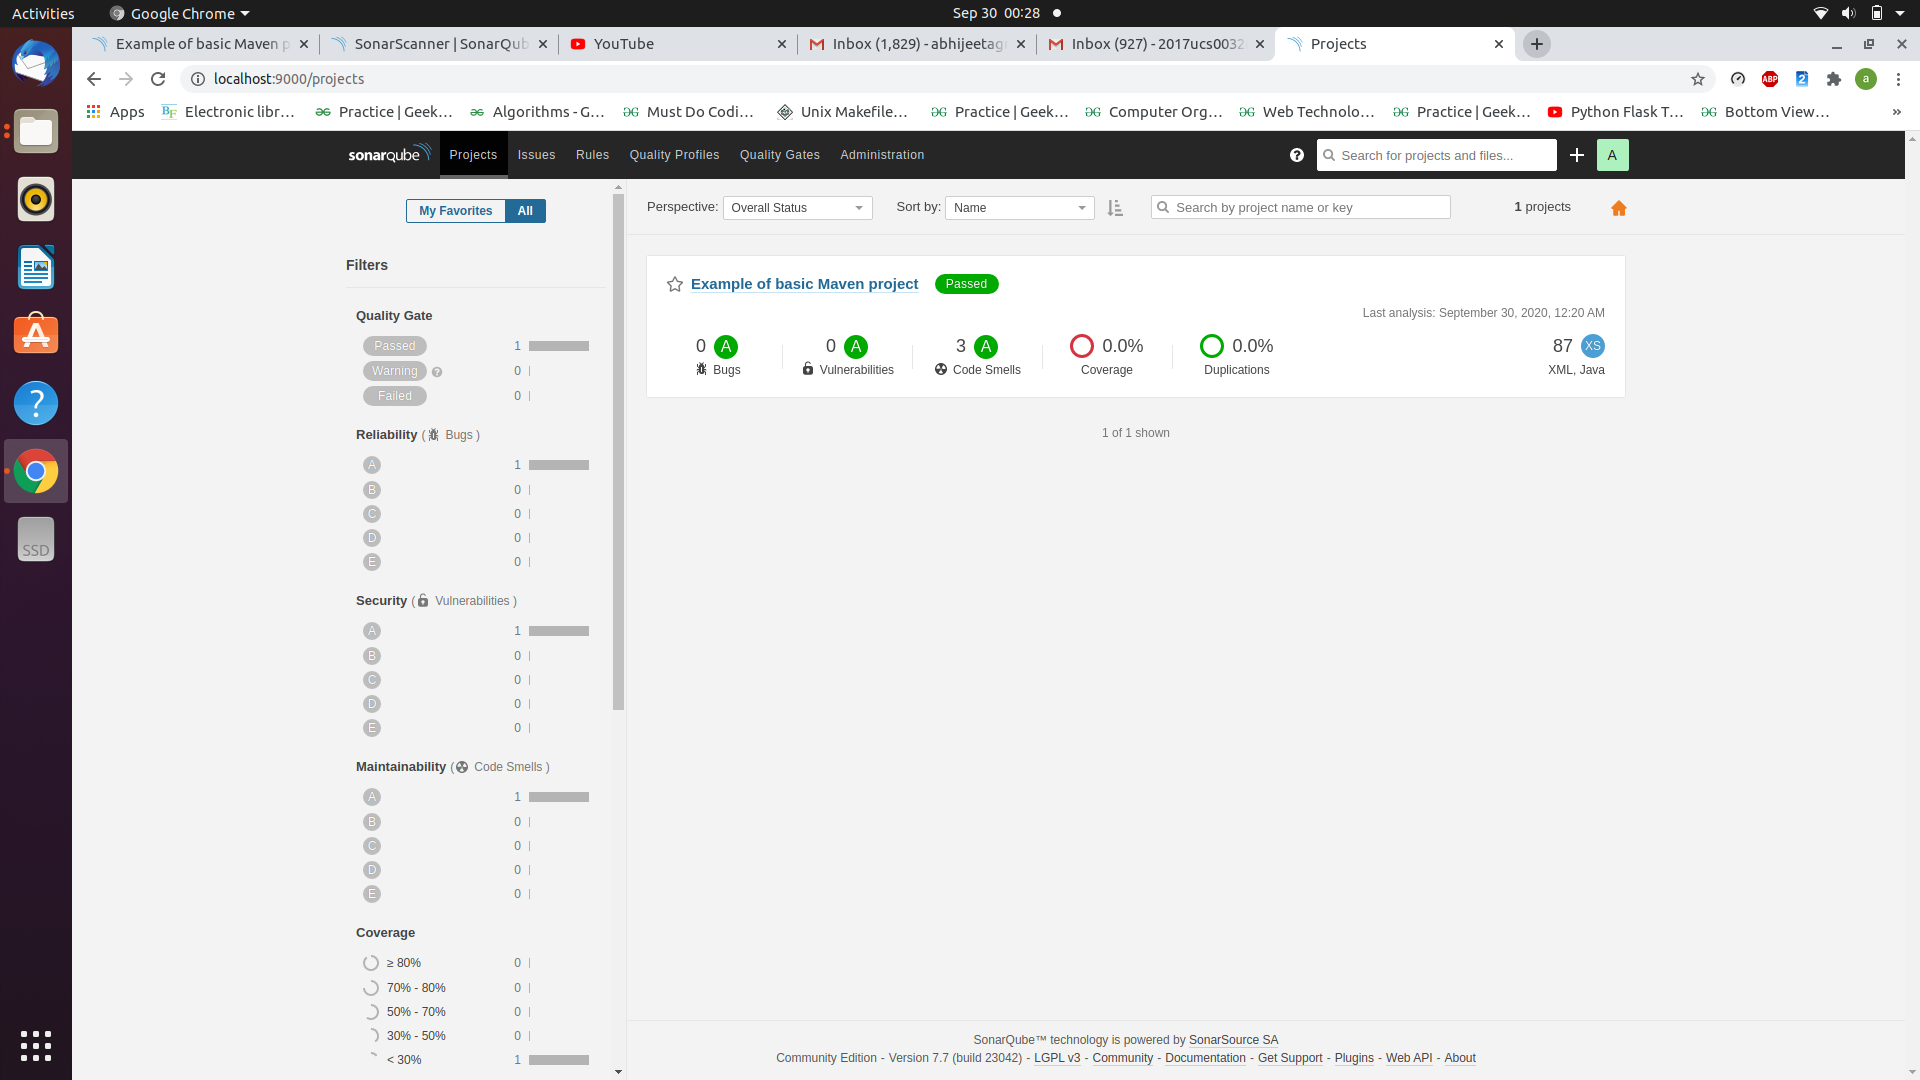 Activities
Google Chrome
Sep 30 00:28
Example of basic Maven p
SonarScanner | SonarQub
YouTube
Inbox (1,829) - abhijeetag
Inbox (927) - 2017ucs0032
Projects
localhost:9000/projects
ABP
2
a
Apps
BF Electronic libr...
Practice | Geek...
Algorithms - G...
Must Do Codi...
Unix Makefile...
Practice | Geek...
Computer Org...
Web Technolo...
Practice | Geek...
Python Flask T...
Bottom View...
»
sonarqube
Projects
Issues
Rules
Quality Profiles
Quality Gates
Administration
Search for projects and files...
A
My Favorites
All
Perspective: Overall Status
Sort by: Name
Search by project name or key
1 projects
Filters
Quality Gate
Passed 1
Warning ? 0
Failed 0
Reliability ( Bugs )
A 1
B 0
C 0
D 0
E 0
Security ( Vulnerabilities )
A 1
B 0
C 0
D 0
E 0
Maintainability ( Code Smells )
A 1
B 0
C 0
D 0
E 0
Coverage
≥ 80% 0
70% - 80% 0
50% - 70% 0
30% - 50% 0
< 30% 1
Example of basic Maven project
Passed
Last analysis: September 30, 2020, 12:20 AM
0 A
Bugs
0 A
Vulnerabilities
3 A
Code Smells
0.0%
Coverage
0.0%
Duplications
87 XS
XML, Java
1 of 1 shown
SonarQube™ technology is powered by SonarSource SA
Community Edition - Version 7.7 (build 23042) - LGPL v3 - Community - Documentation - Get Support - Plugins - Web API - About
SSD